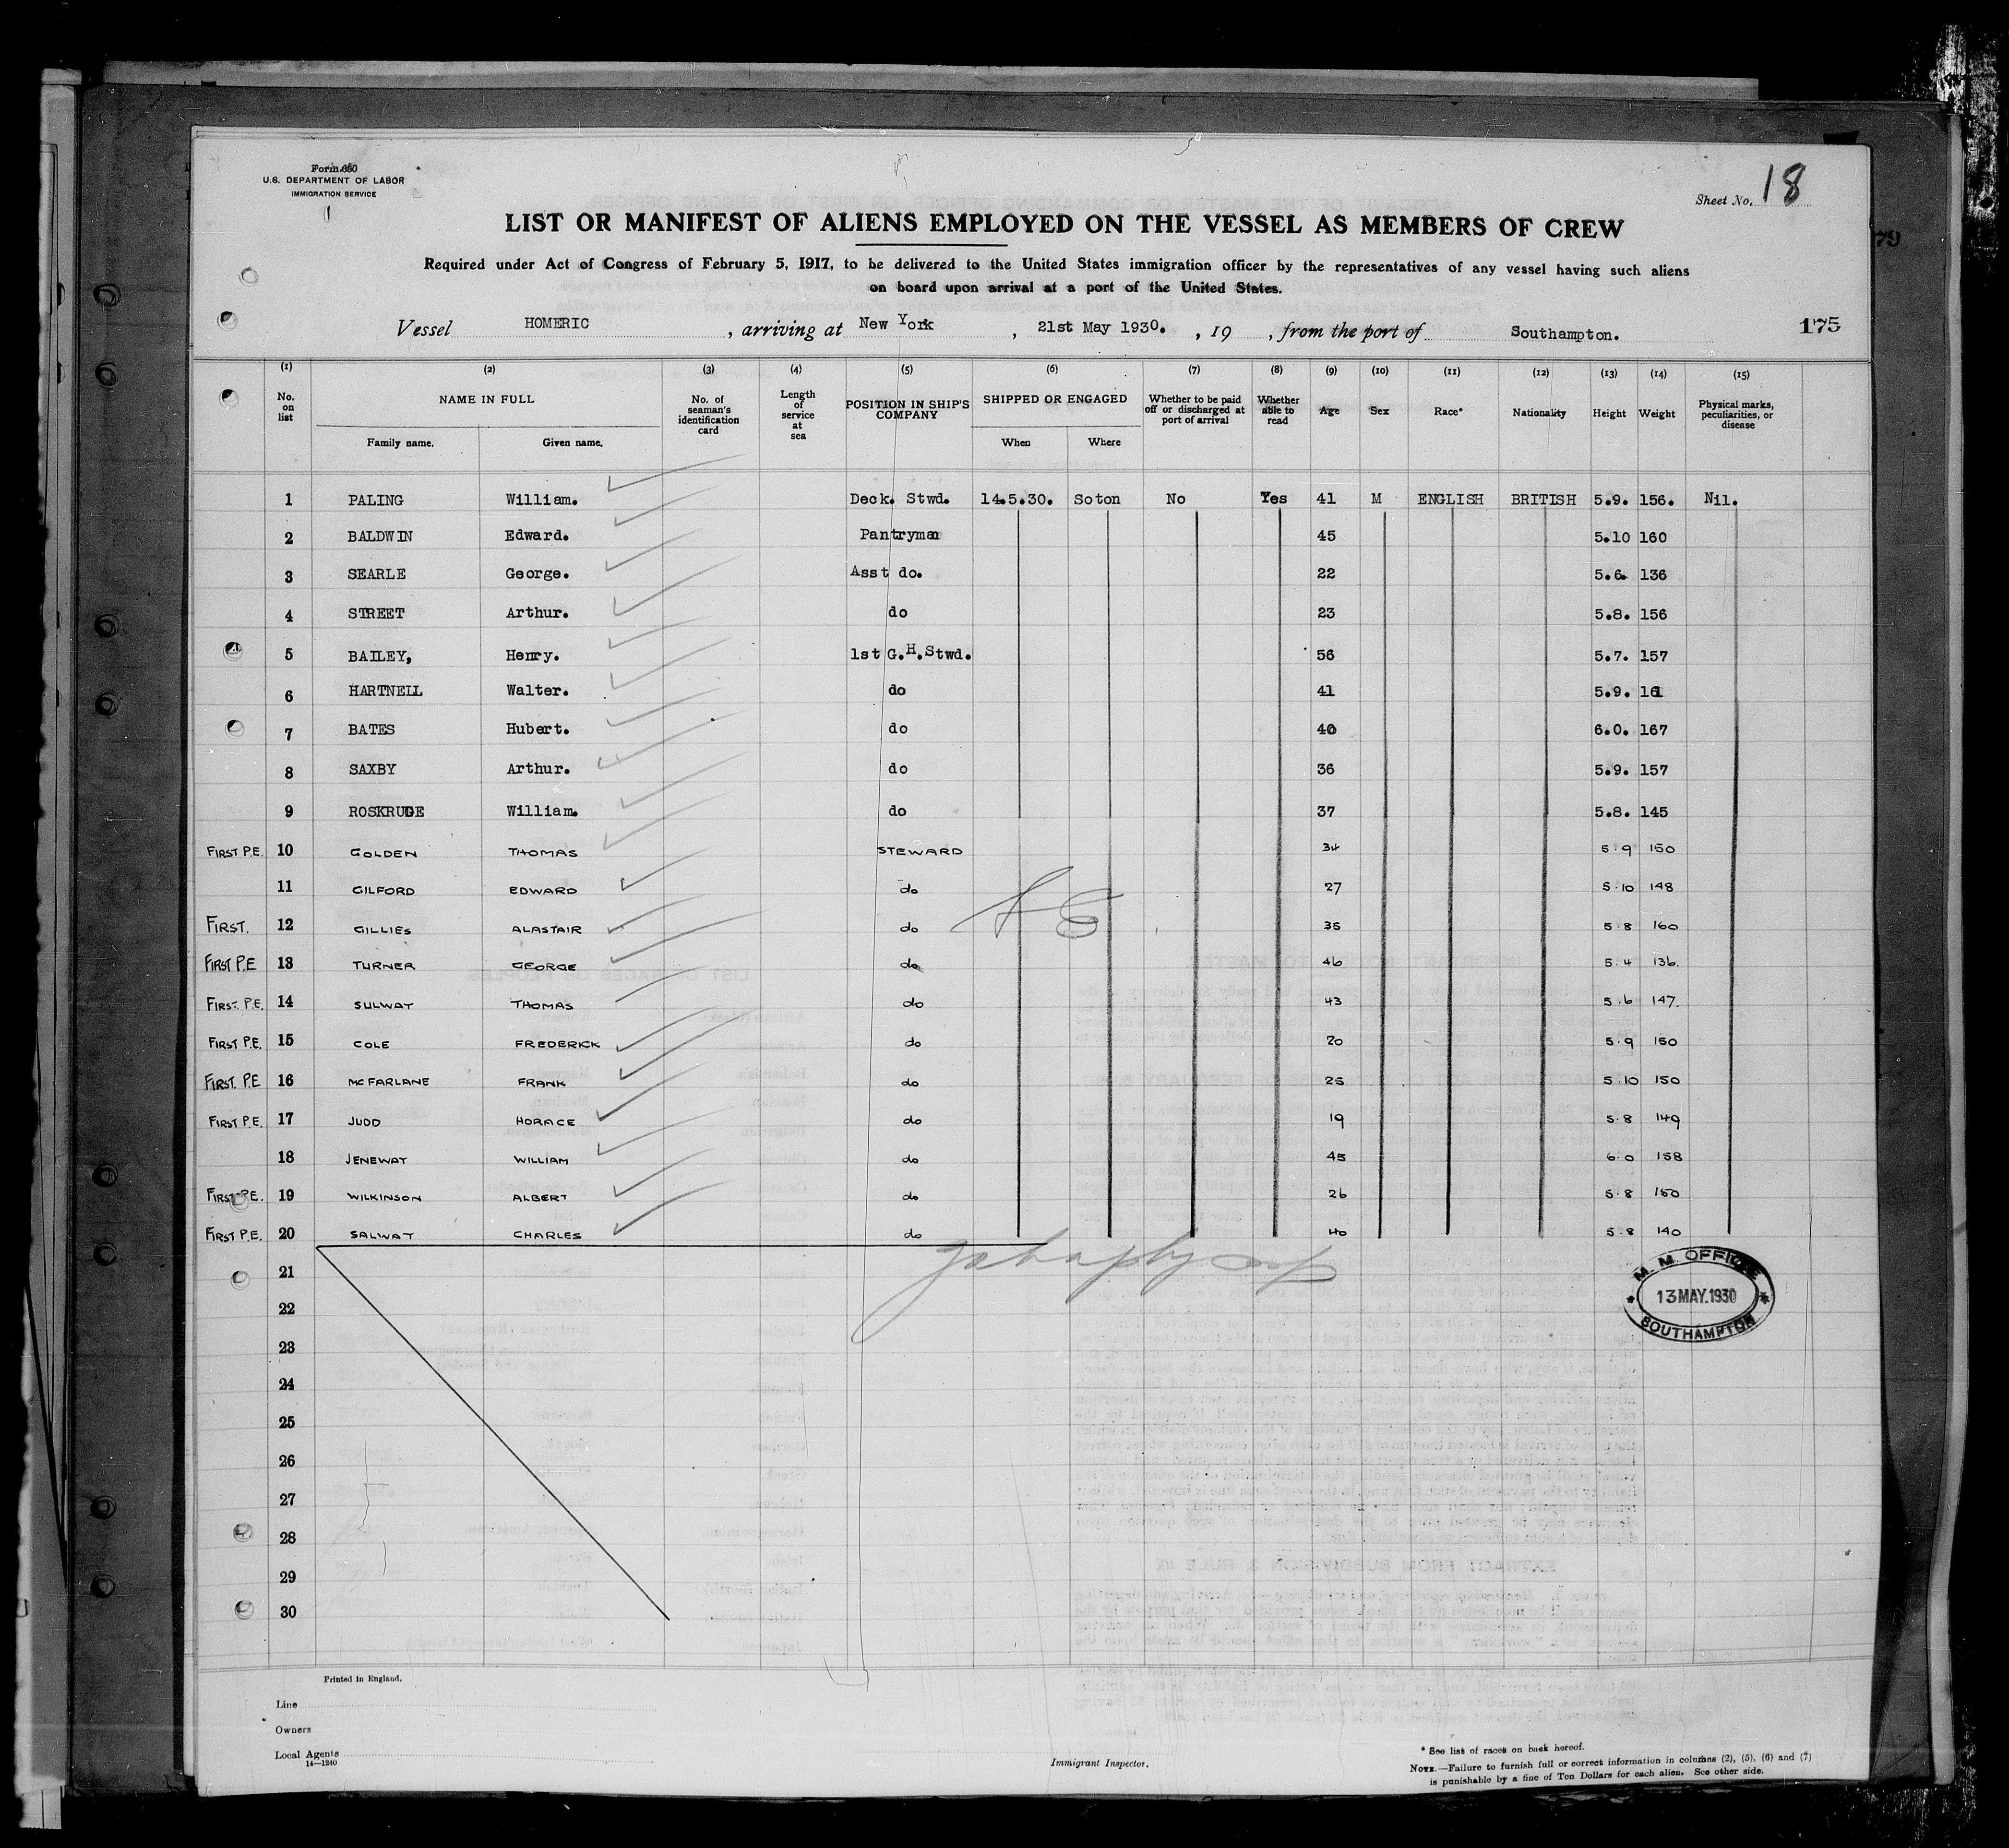 Form 680
U.S. DEPARTMENT OF LABOR
IMMIGRATION SERVICE
Sheet No. 18
LIST OR MANIFEST OF ALIENS EMPLOYED ON THE VESSEL AS MEMBERS OF CREW
79
Required under Act of Congress of February 5, 1917, to be delivered to the United States immigration officer by the representatives of any vessel having such aliens
on board upon arrival at a port of the United States.
Vessel HOMERIC, arriving at New York, 21st May 1930., 19, from the port of Southampton. 175
(1) (2) (3) (4) (5) (6) (7) (8) (9) (10) (11) (12) (13) (14) (15)
No. on list NAME IN FULL No. of seaman's identification card Length of service at sea POSITION IN SHIP'S COMPANY SHIPPED OR ENGAGED Whether to be paid off or discharged at port of arrival Whether able to read Age Sex Race* Nationality Height Weight Physical marks, peculiarities, or disease
Family name. Given name. When Where
1 PALING William. Deck. Stwd. 14.5.30. Soton No Yes 41 M ENGLISH BRITISH 5.9. 156. Nil.
2 BALDWIN Edward. Pantryman 45 5.10 160
3 SEARLE George. Asst do. 22 5.6. 136
4 STREET Arthur. do 23 5.8. 156
5 BAILEY, Henry. 1st G.H.Stwd. 56 5.7. 157
6 HARTNELL Walter. do 41 5.9. 161
7 BATES Hubert. do 40 6.0. 167
8 SAXBY Arthur. do 36 5.9. 157
9 ROSKRUGE William. do 37 5.8. 145
FIRST P.E. 10 GOLDEN THOMAS STEWARD 34 5.9 150
11 GILFORD EDWARD do 27 5.10 148
FIRST. 12 GILLIES ALASTAIR do 35 5.8 160
FIRST P.E 13 TURNER GEORGE do 46 5.4 136.
FIRST. P.E. 14 SULWAY THOMAS do 43 5.6 147.
FIRST P.E. 15 COLE FREDERICK do 20 5.9 150
FIRST. P.E 16 MCFARLANE FRANK do 25 5.10 150
FIRST P.E. 17 JUDD HORACE do 19 5.8 149
18 JENEWAY WILLIAM do 45 6.0 158
FIRST P.E. 19 WILKINSON ALBERT do 26 5.8 150
FIRST P.E. 20 SALWAY CHARLES do 40 5.8 140
21
22
23
24
25
26
27
28
29
30
M. M. OFFICE
13 MAY. 1930
SOUTHAMPTON
Printed in England.
Line
Owners
Local Agents
14—1240
Immigrant Inspector.
* See list of races on back hereof.
NOTE.—Failure to furnish full or correct information in columns (2), (5), (6) and (7)
is punishable by a fine of Ten Dollars for each alien. See other side.